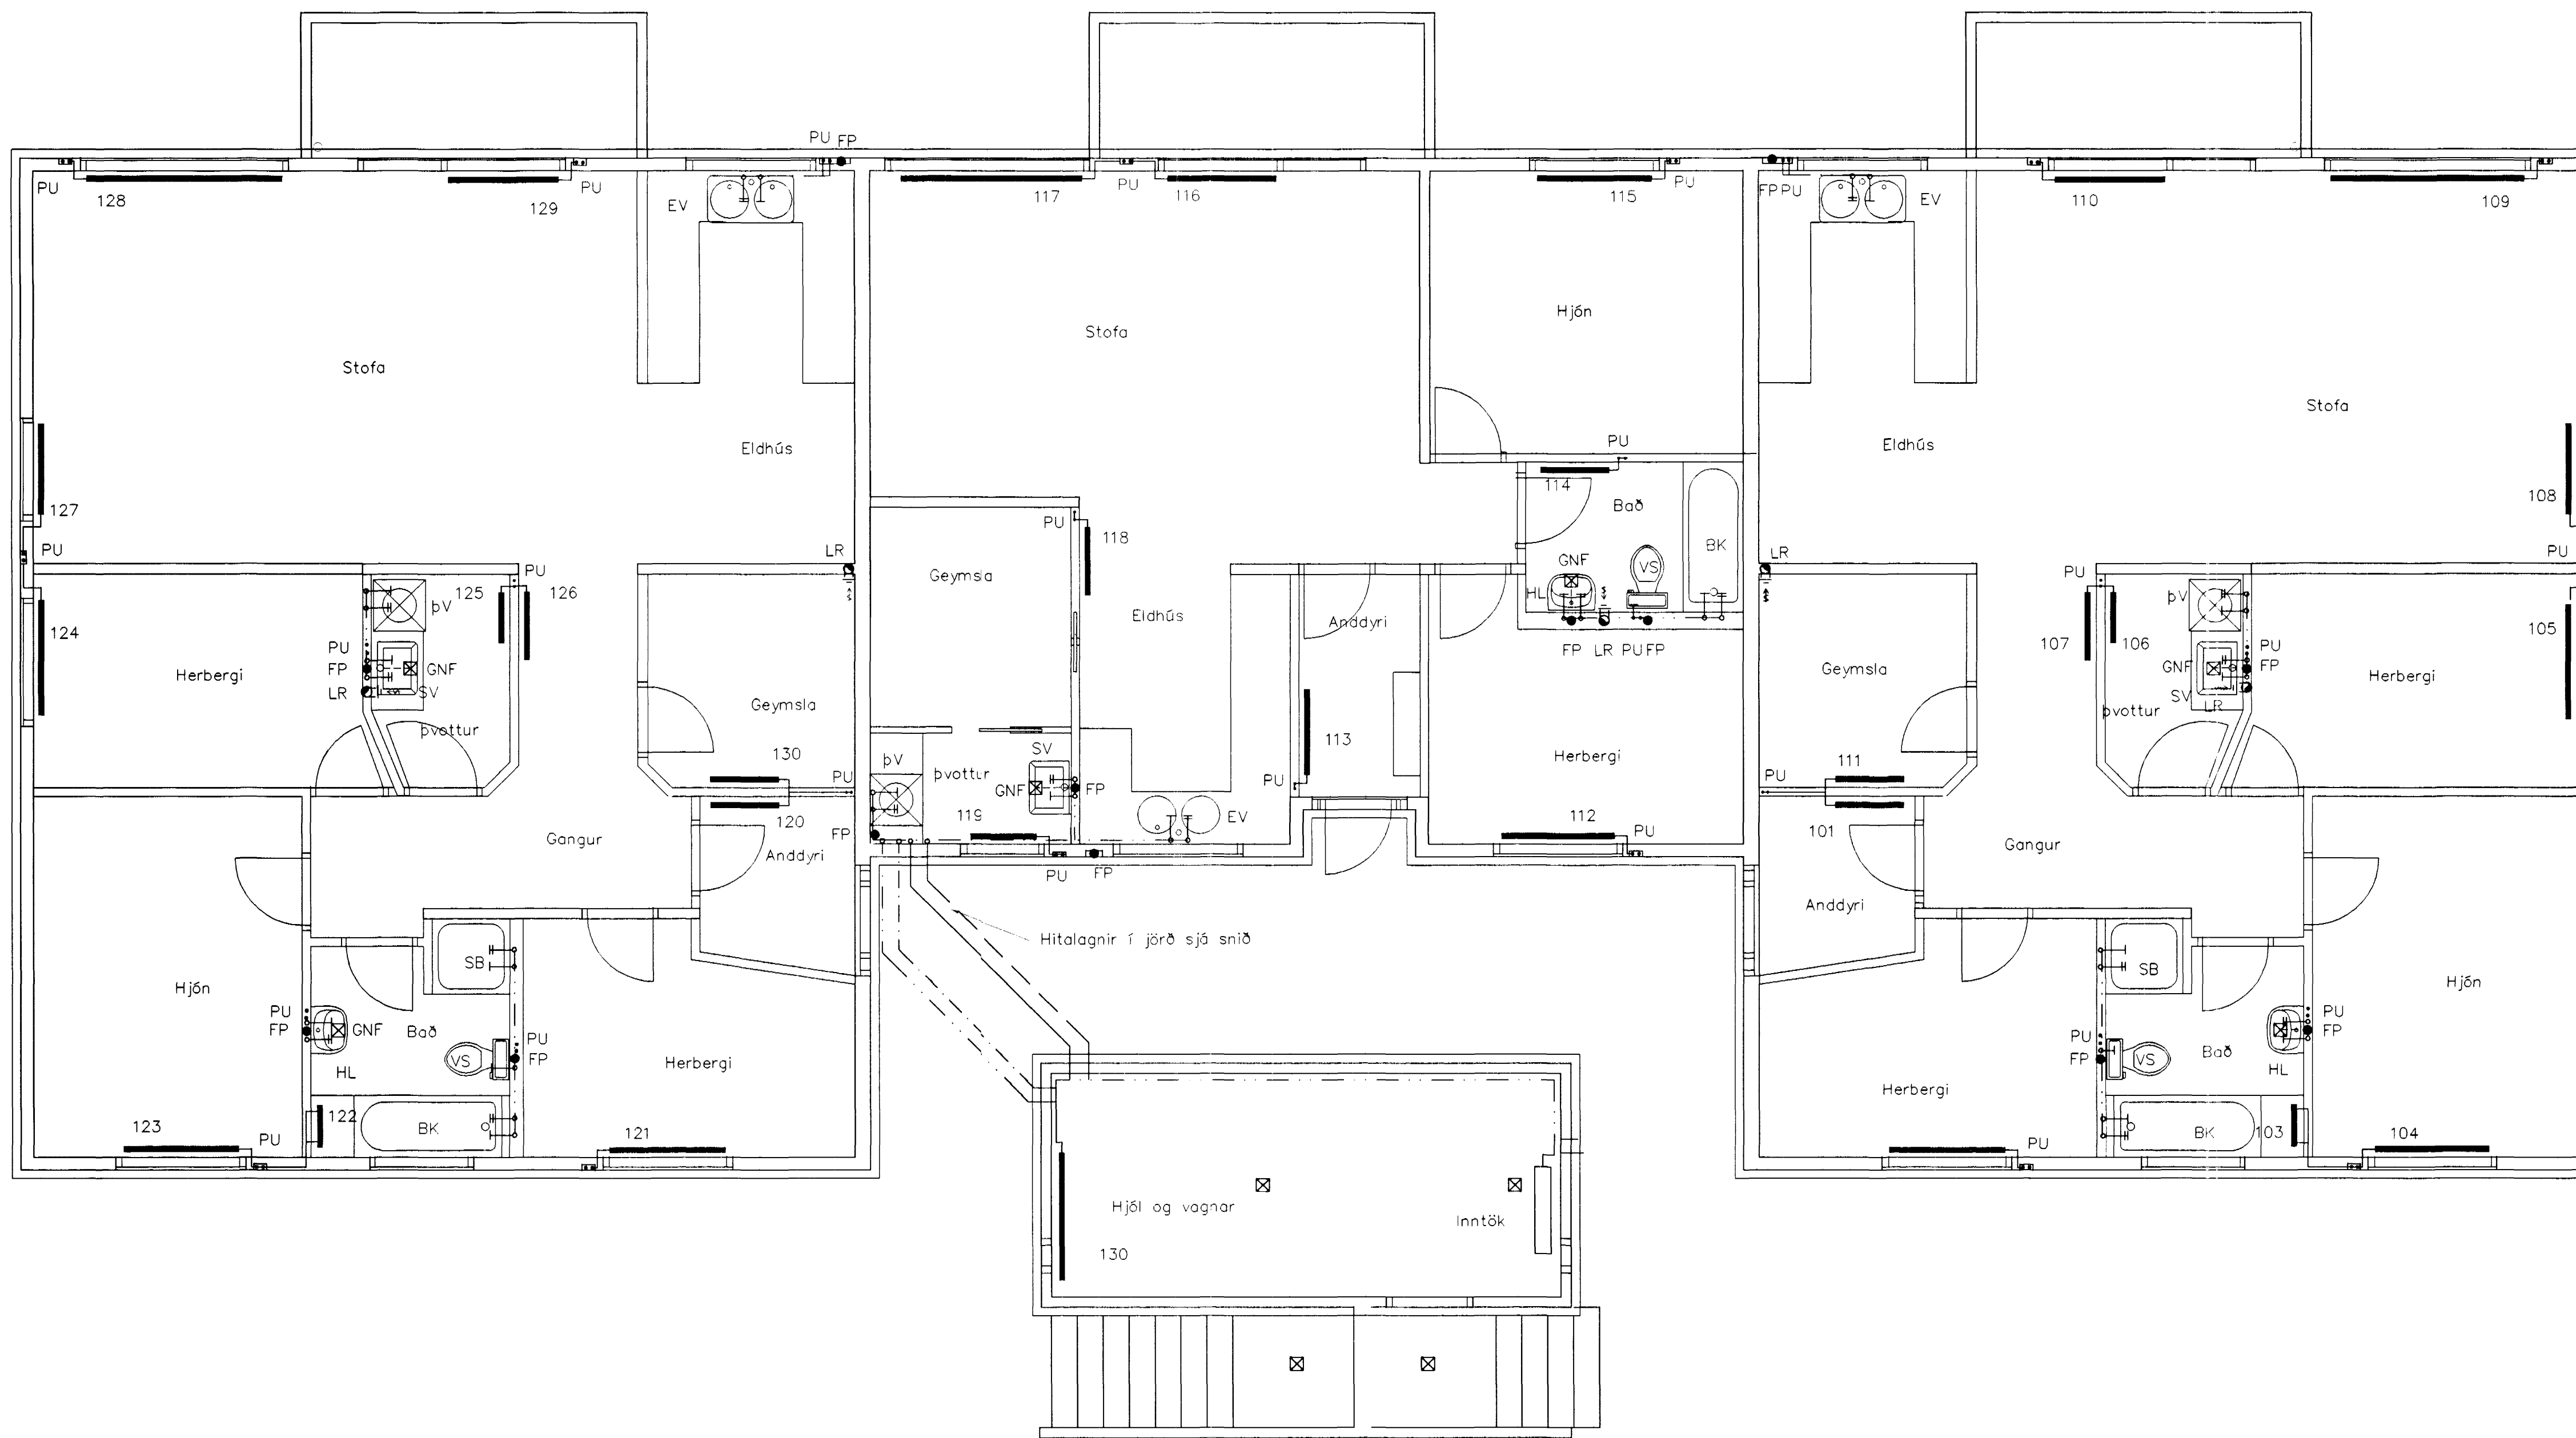 PU FP
PU
128
129
PU
EV
117
PU
116
115
PU
FP PU
EV
110
109
Stofa
Stofa
Hjón
Stofa
Eldhús
PU
Eldhús
127
PU
LR
PU
118
114
Bað
BK
GNF
VS
HL
LR
108
PU
124
Herbergi
PU
125
126
þV
PU
FP
GNF
LR
SV
þvottur
Geymsla
130
PU
Geymsla
Eldhús
Anddyri
FP LR PU FP
PU
þV
107
106
PU
GNF
FP
SV
LR
þvottur
105
Herbergi
Geymsla
113
PU
Herbergi
111
PU
þV
þvottur
SV
GNF
FP
119
EV
112
PU
120
FP
Anddyri
Gangur
PU
FP
101
Gangur
Anddyri
Hitalagnir í jörð sjá snið
SB
SB
Hjón
PU
FP
GNF
Bað
VS
HL
PU
FP
Herbergi
Hjón
PU
FP
Bað
VS
HL
PU
FP
Herbergi
123
PU
122
BK
121
PU
BK
103
104
Hjól og vagnar
Inntök
130